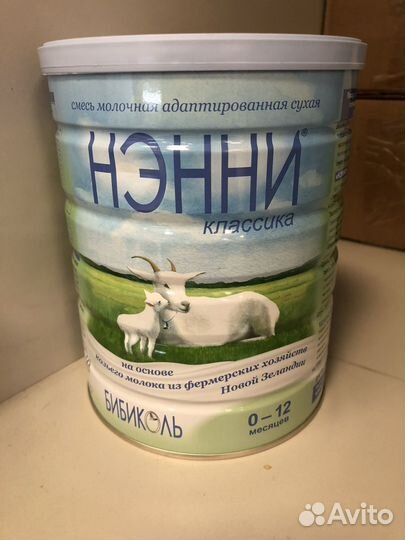 смесь молочная адаптированная сухая
НЭННИ®
классика
на основе
козьего молока из фермерских хозяйств
Новой Зеландии
БИБИКОЛЬ
0–12
месяцев
Avito